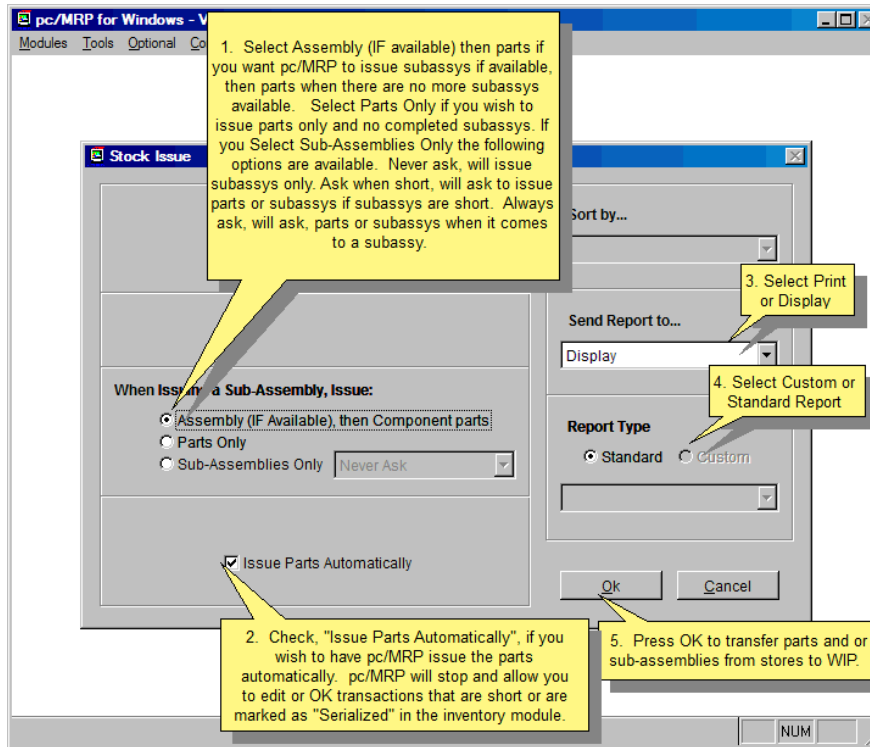 pc/MRP for Windows - V
Modules Tools Optional Co
1. Select Assembly (IF available) then parts if
you want pc/MRP to issue subassys if available,
then parts when there are no more subassys
available. Select Parts Only if you wish to
issue parts only and no completed subassys. If
you Select Sub-Assemblies Only the following
options are available. Never ask, will issue
subassys only. Ask when short, will ask to issue
parts or subassys if subassys are short. Always
ask, will ask, parts or subassys when it comes
to a subassy.
Stock Issue
Sort by...
3. Select Print
or Display
Send Report to...
Display
4. Select Custom or
Standard Report
When Issuing a Sub-Assembly, Issue:
Assembly (IF Available), then Component parts
Parts Only
Sub-Assemblies Only Never Ask
Report Type
Standard Custom
Issue Parts Automatically
Ok Cancel
2. Check, "Issue Parts Automatically", if you
wish to have pc/MRP issue the parts
automatically. pc/MRP will stop and allow you
to edit or OK transactions that are short or are
marked as "Serialized" in the inventory module.
5. Press OK to transfer parts and or
sub-assemblies from stores to WIP.
NUM